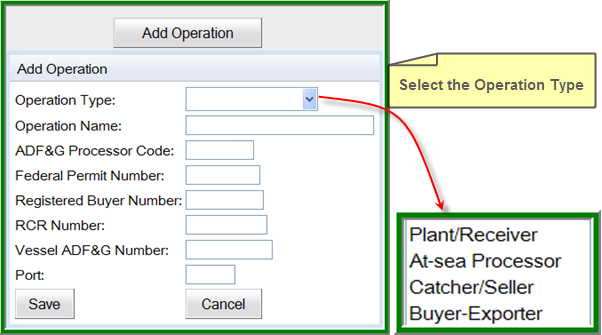 Add Operation
Add Operation
Select the Operation Type
Operation Type:
Operation Name:
ADF&G Processor Code:
Federal Permit Number:
Registered Buyer Number:
RCR Number:
Vessel ADF&G Number:
Port:
Save
Cancel
Plant/Receiver
At-sea Processor
Catcher/Seller
Buyer-Exporter